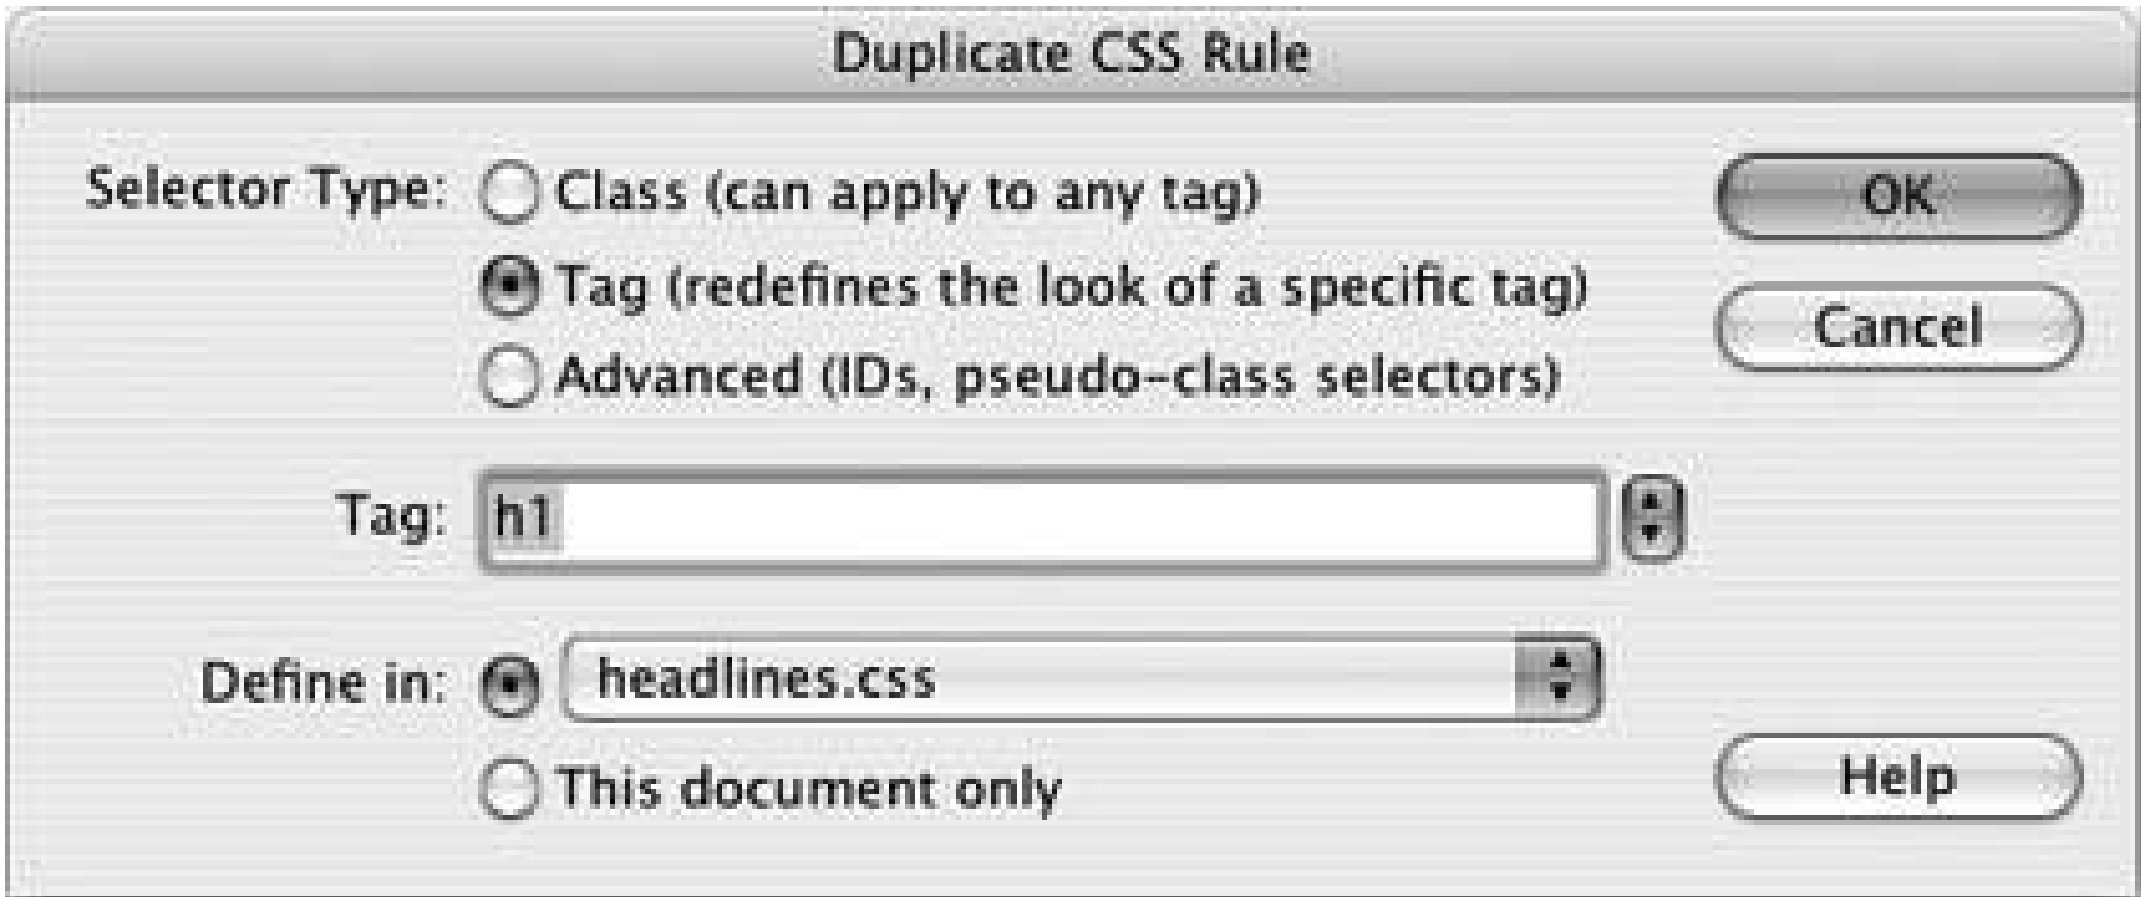 Duplicate CSS Rule
Selector Type: Class (can apply to any tag)
OK
Tag (redefines the look of a specific tag)
Cancel
Advanced (IDs, pseudo-class selectors)
Tag: h1
Define in: headlines.css
This document only
Help